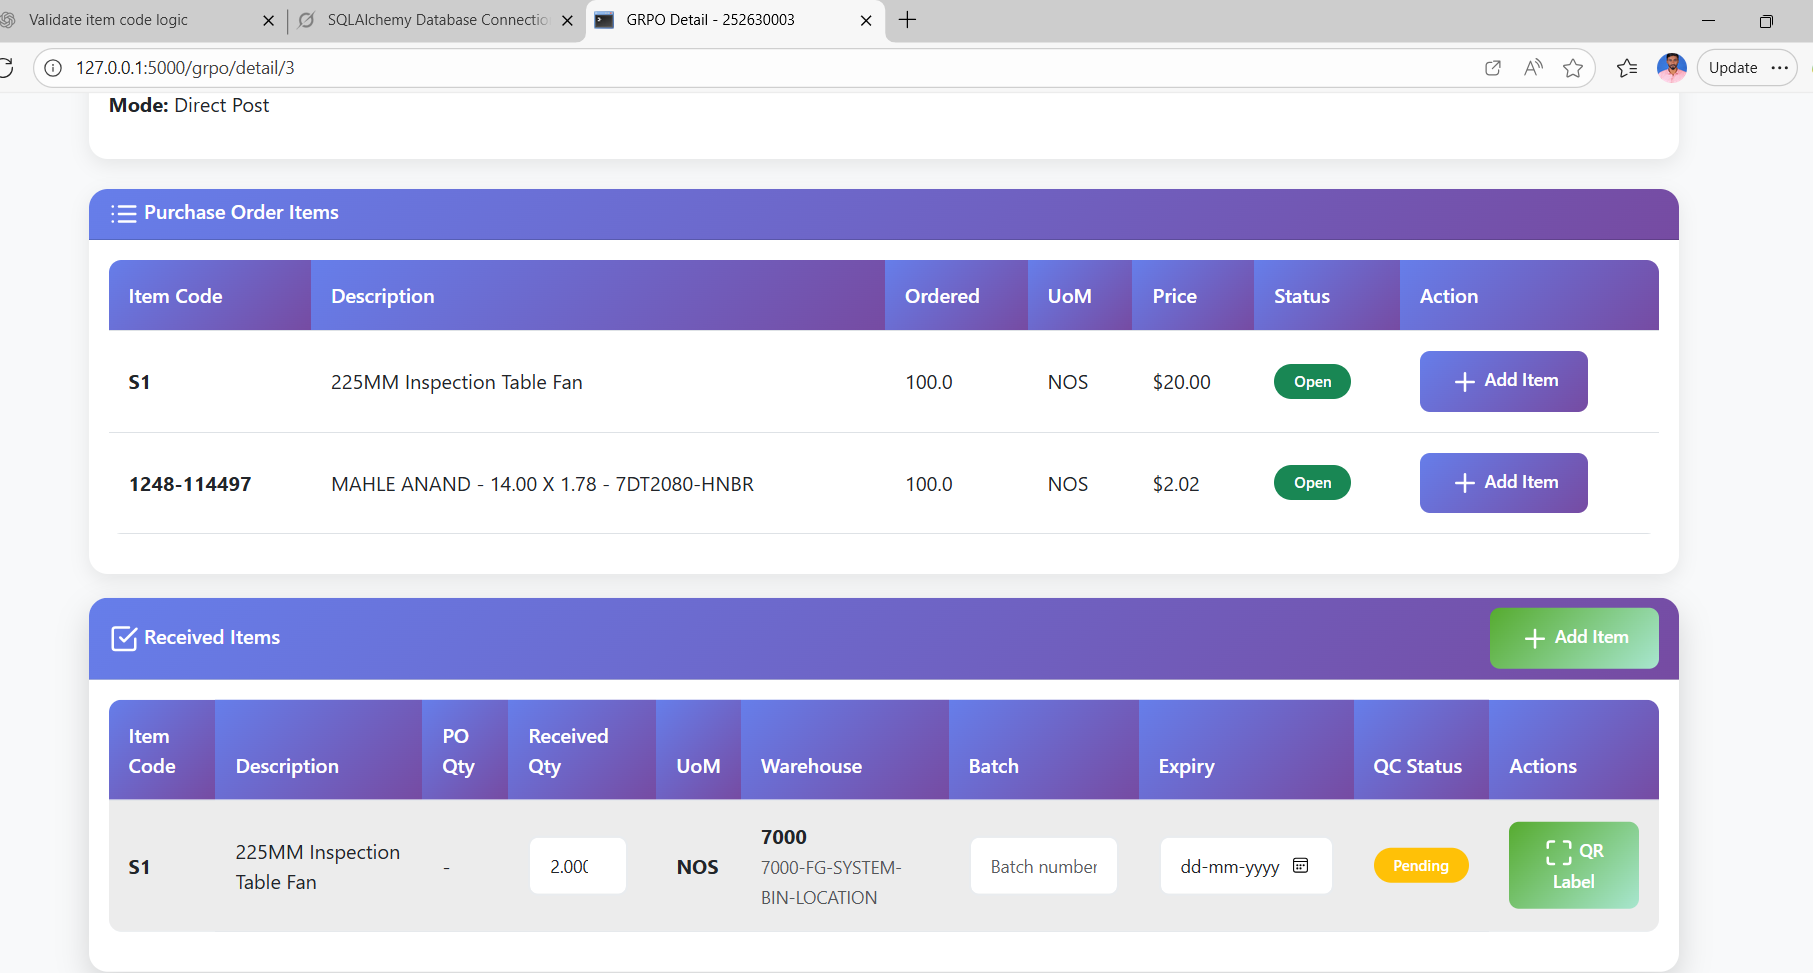 Validate item code logic
SQLAlchemy Database Connectio
GRPO Detail - 252630003
127.0.0.1:5000/grpo/detail/3
Update
Mode: Direct Post
Purchase Order Items
Item Code Description Ordered UoM Price Status Action
S1 225MM Inspection Table Fan 100.0 NOS $20.00 Open Add Item
1248-114497 MAHLE ANAND - 14.00 X 1.78 - 7DT2080-HNBR 100.0 NOS $2.02 Open Add Item
Received Items Add Item
Item Code
Description
PO Qty
Received Qty
UoM
Warehouse
Batch
Expiry
QC Status
Actions
S1
225MM Inspection
Table Fan
-
2.000
NOS
7000
7000-FG-SYSTEM-
BIN-LOCATION
Batch number
dd-mm-yyyy
Pending
QR
Label